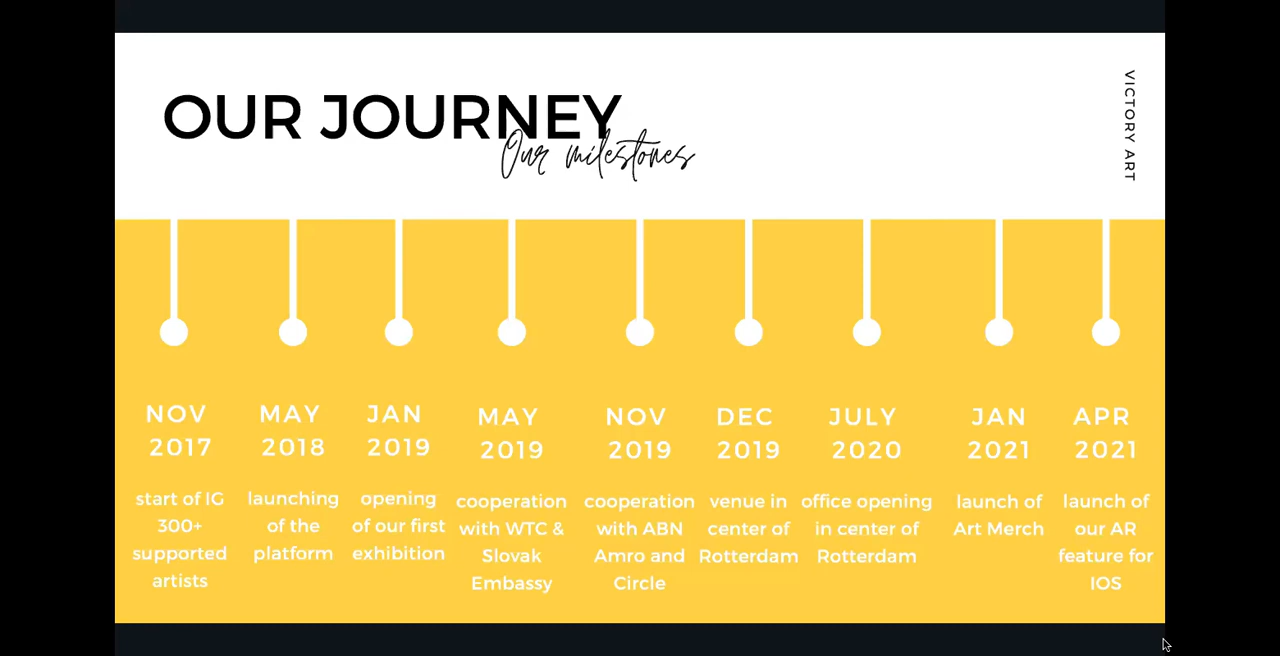 OUR JOURNEY
Our milestones
VICTORY ART
NOV
2017
start of IG
300+
supported
artists
MAY
2018
launching
of the
platform
JAN
2019
opening
of our first
exhibition
MAY
2019
cooperation
with WTC &
Slovak
Embassy
NOV
2019
cooperation
with ABN
Amro and
Circle
DEC
2019
venue in
center of
Rotterdam
JULY
2020
office opening
in center of
Rotterdam
JAN
2021
launch of
Art Merch
APR
2021
launch of
our AR
feature for
IOS